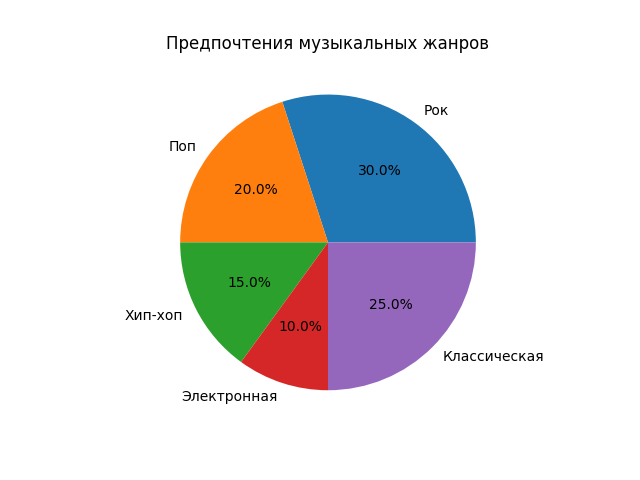 Предпочтения музыкальных жанров
Рок
Поп
30.0%
20.0%
15.0%
25.0%
Хип-хоп
10.0%
Классическая
Электронная